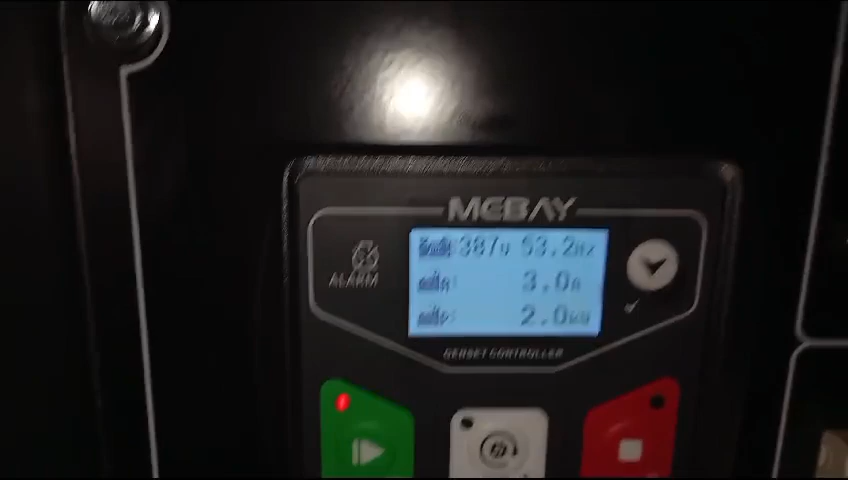 MEBAY
387V 53.2Hz
ALARM
A: 3.0A
P: 2.0kW
GENSET CONTROLLER